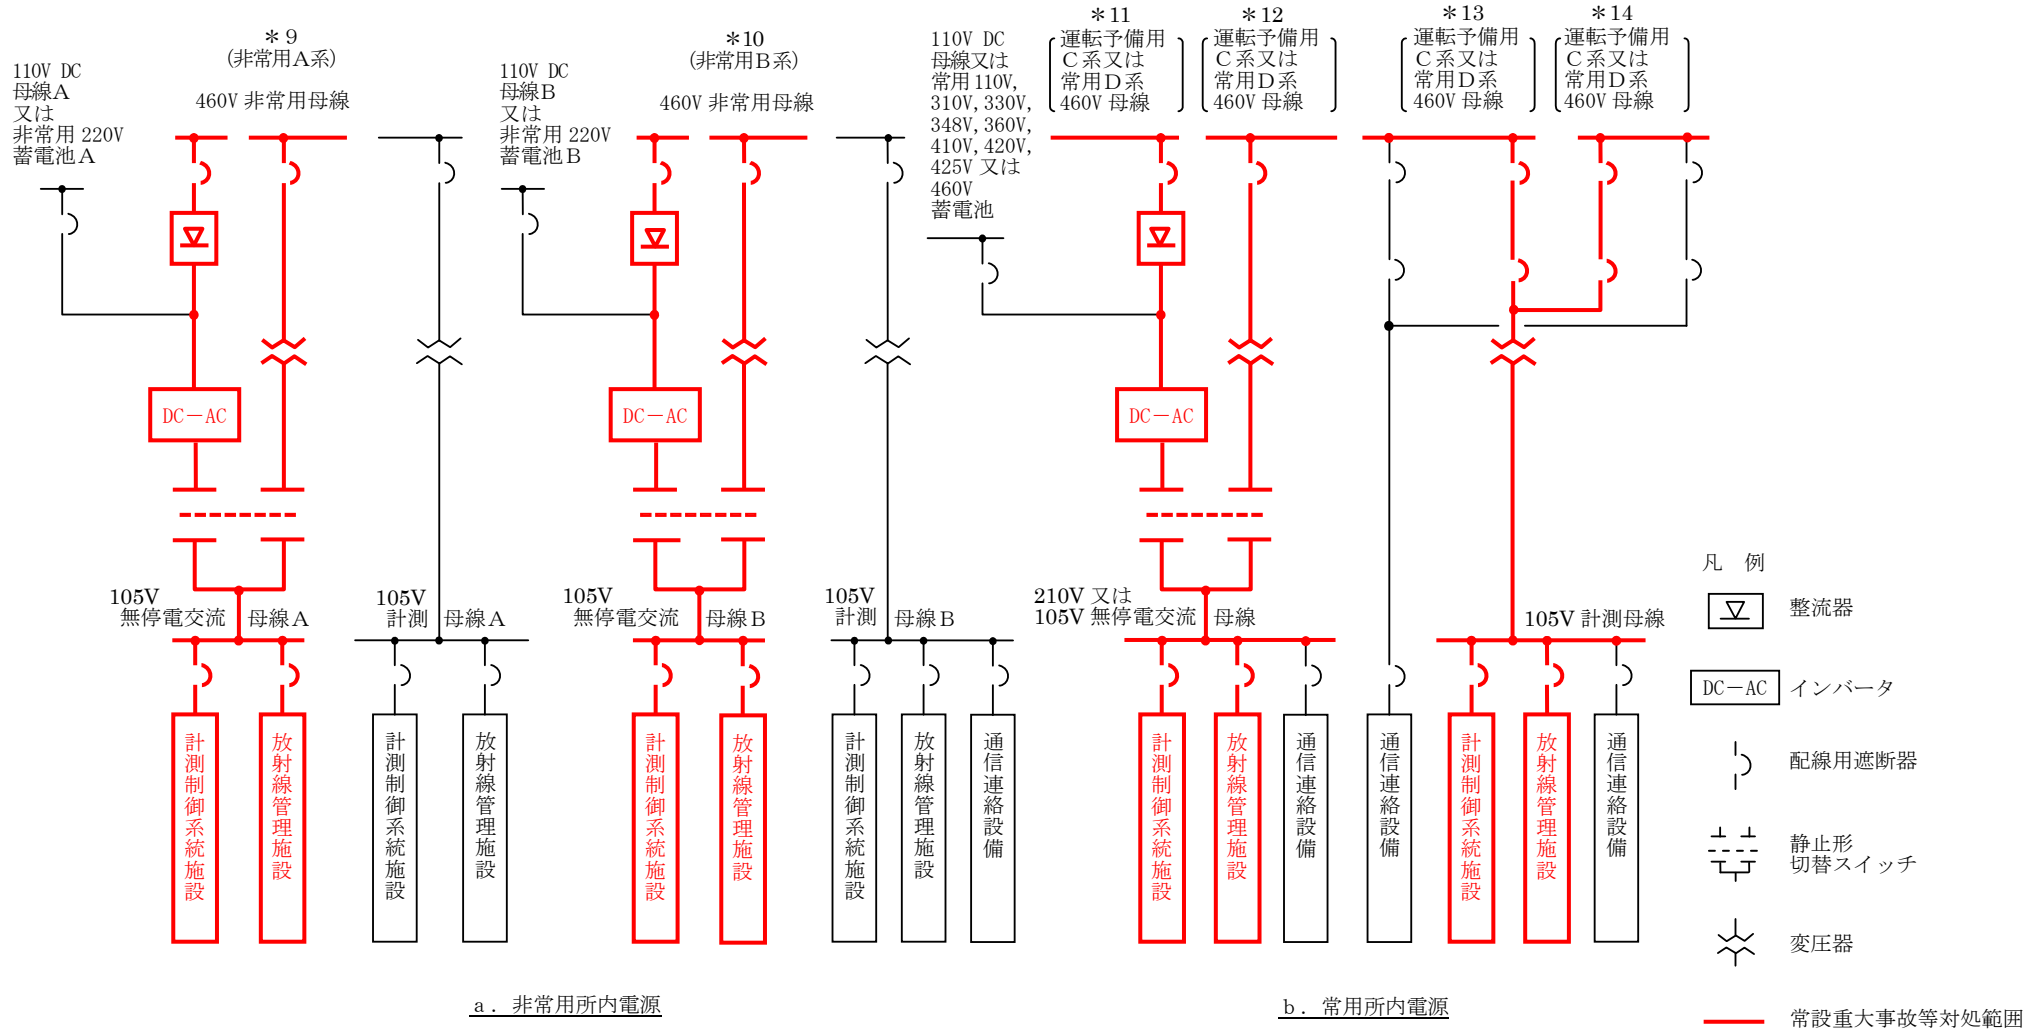 *9
(非常用A系)
460V 非常用母線
110V DC
母線A
又は
非常用 220V
蓄電池A
*10
(非常用B系)
460V 非常用母線
110V DC
母線B
又は
非常用 220V
蓄電池B
110V DC
母線又は
常用 110V,
310V, 330V,
348V, 360V,
410V, 420V,
425V 又は
460V
蓄電池
*11
運転予備用
C系又は
常用D系
460V 母線
*12
運転予備用
C系又は
常用D系
460V 母線
*13
運転予備用
C系又は
常用D系
460V 母線
*14
運転予備用
C系又は
常用D系
460V 母線
DC-AC
DC-AC
DC-AC
105V
無停電交流 母線A
105V
計測 母線A
105V
無停電交流 母線B
105V
計測 母線B
210V 又は
105V 無停電交流 母線
105V 計測母線
計測制御系統施設
放射線管理施設
計測制御系統施設
放射線管理施設
計測制御系統施設
放射線管理施設
計測制御系統施設
放射線管理施設
通信連絡設備
計測制御系統施設
放射線管理施設
通信連絡設備
通信連絡設備
計測制御系統施設
放射線管理施設
通信連絡設備
a. 非常用所内電源
b. 常用所内電源
凡 例
整流器
DC-AC インバータ
配線用遮断器
静止形
切替スイッチ
変圧器
常設重大事故等対処範囲